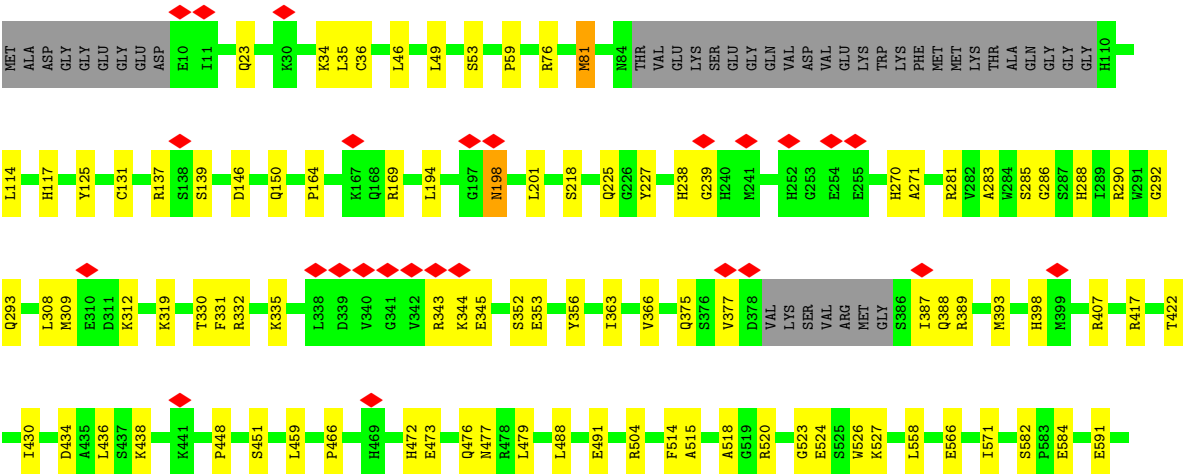 MET ALA ASP GLY GLY GLU GLY GLU ASP E10 I11 Q23 K30 K34 L35 C36 L46 L49 S53 P59 R76 M81 N84 THR VAL GLU LYS SER GLU GLY GLN VAL ASP VAL GLU LYS TRP LYS PHE MET MET LYS THR ALA GLN GLY GLY GLY H110
L114 H117 Y125 C131 R137 S138 S139 D146 Q150 P164 K167 Q168 R169 L194 G197 N198 L201 S218 Q225 G226 Y227 H238 G239 H240 M241 H252 G253 E254 E255 H270 A271 R281 V282 A283 W284 S285 G286 S287 H288 I289 R290 W291 G292
Q293 L308 M309 E310 D311 K312 K319 T330 F331 R332 K335 L338 D339 V340 G341 V342 R343 K344 E345 S352 E353 Y356 I363 V366 Q375 S376 V377 D378 VAL LYS SER VAL ARG MET GLY S386 I387 Q388 R389 M393 H398 M399 R407 R417 T422
I430 D434 A435 L436 S437 K438 K441 P448 S451 L459 P466 H469 H472 E473 Q476 N477 R478 L479 L488 E491 R504 F514 A515 A518 G519 R520 G523 E524 S525 W526 K527 L558 E566 I571 S582 P583 E584 E591